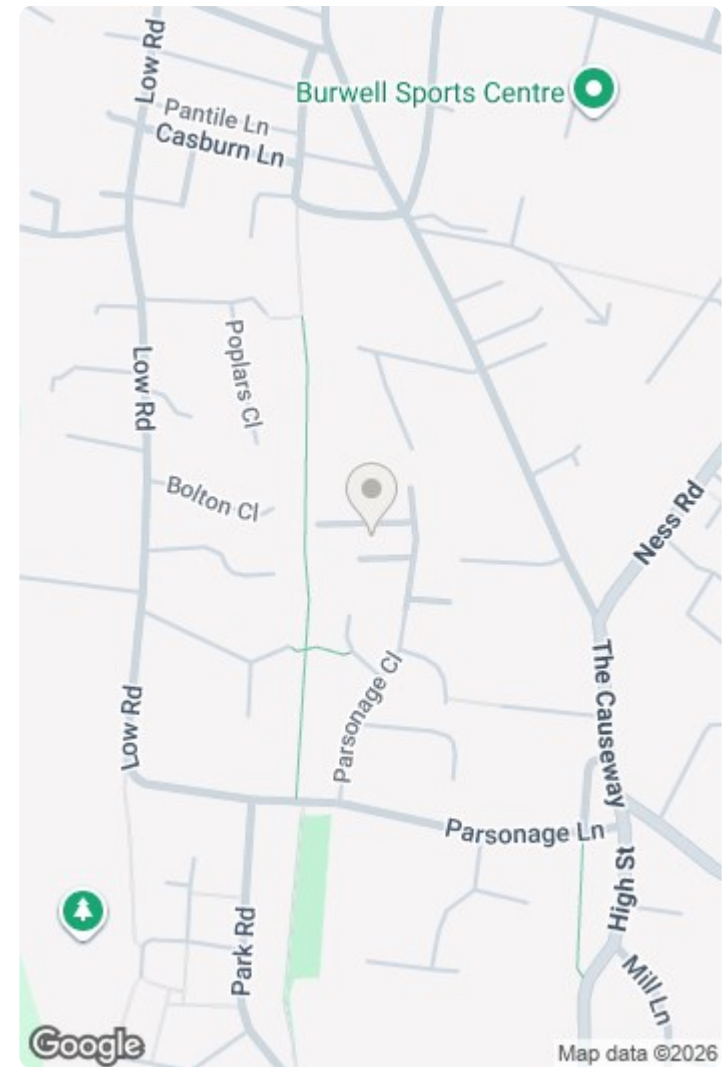 Low Rd
Burwell Sports Centre
Pantile Ln
Casburn Ln
Poplars Cl
Low Rd
Bolton Cl
Ness Rd
The Causeway
Parsonage Cl
Low Rd
Parsonage Ln
High St
Park Rd
Mill Ln
Google
Map data ©2026